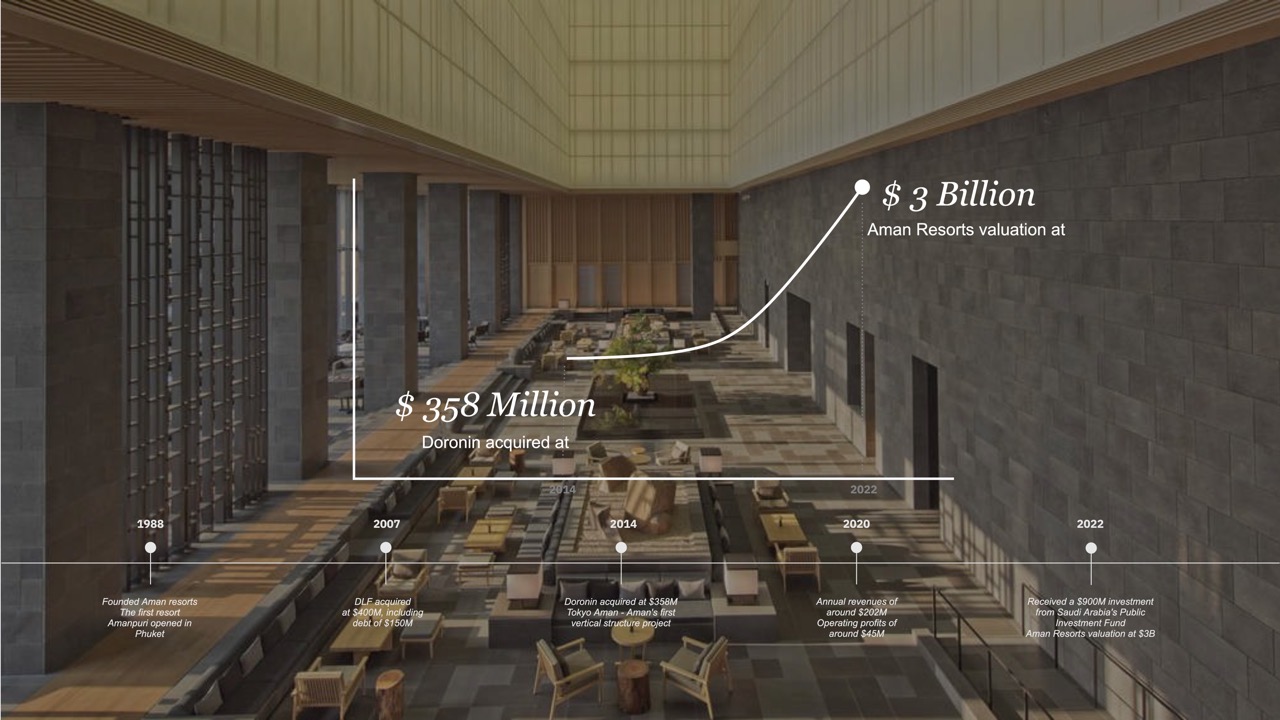 $ 3 Billion
Aman Resorts valuation at
$ 358 Million
Doronin acquired at
2014
2022
1988
Founded Aman resorts
The first resort
Amanpuri opened in
Phuket
2007
DLF acquired
at $400M, including
debt of $150M
2014
Doronin acquired at $358M
Tokyo Aman - Aman's first
vertical structure project
2020
Annual revenues of
around $202M
Operating profits of
around $45M
2022
Received a $900M investment
from Saudi Arabia's Public
Investment Fund
Aman Resorts valuation at $3B